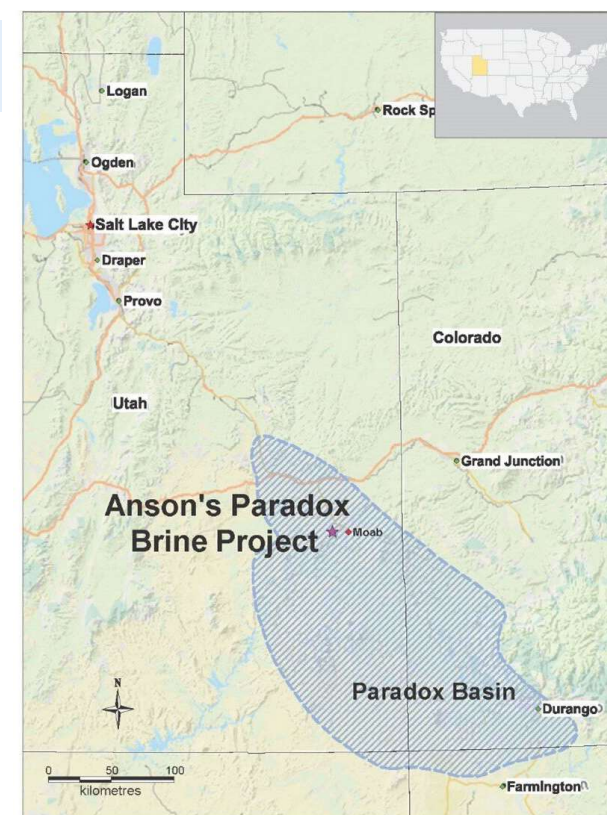 Logan
Rock Sp
Ogden
Salt Lake City
Draper
Provo
Colorado
Utah
Grand Junction
Anson's Paradox
Brine Project
Moab
Paradox Basin
N
Durango
0 50 100
kilometres
Farmington